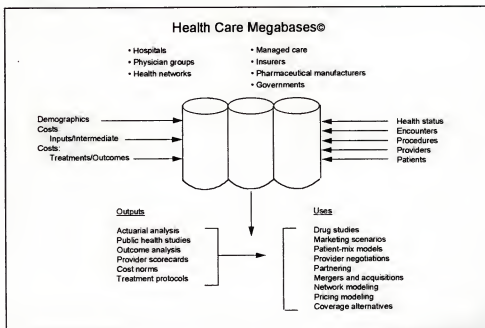 Health Care Megabases©
• Hospitals
• Physician groups
• Health networks
• Managed care
• Insurers
• Pharmaceutical manufacturers
• Governments
Demographics
Costs
Inputs/Intermediate
Costs:
Treatments/Outcomes
Health status
Encounters
Procedures
Providers
Patients
Outputs
Actuarial analysis
Public health studies
Outcome analysis
Provider scorecards
Cost norms
Treatment protocols
Uses
Drug studies
Marketing scenarios
Patient-mix models
Provider negotiations
Partnering
Mergers and acquisitions
Network modeling
Pricing modeling
Coverage alternatives